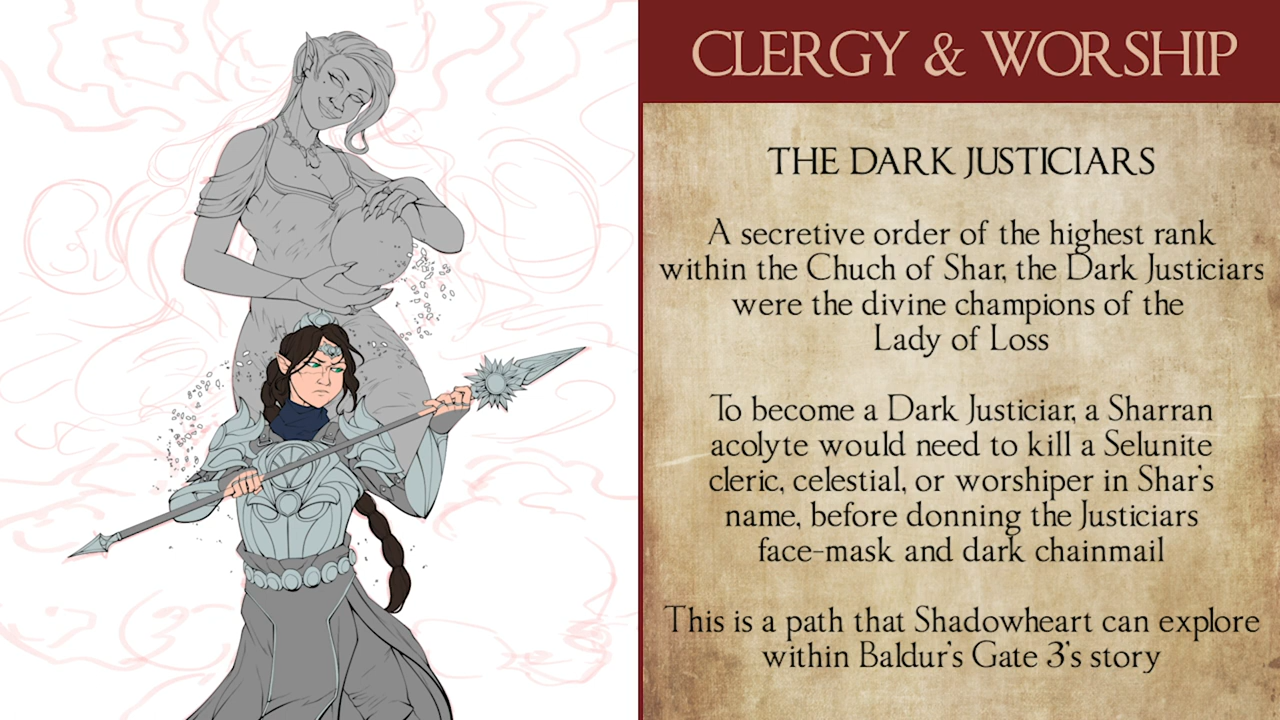 CLERGY & WORSHIP
THE DARK JUSTICIARS
A secretive order of the highest rank
within the Chuch of Shar, the Dark Justiciars
were the divine champions of the
Lady of Loss
To become a Dark Justiciar, a Sharran
acolyte would need to kill a Selunite
cleric, celestial, or worshiper in Shar's
name, before donning the Justiciars
face-mask and dark chainmail
This is a path that Shadowheart can explore
within Baldur's Gate 3's story